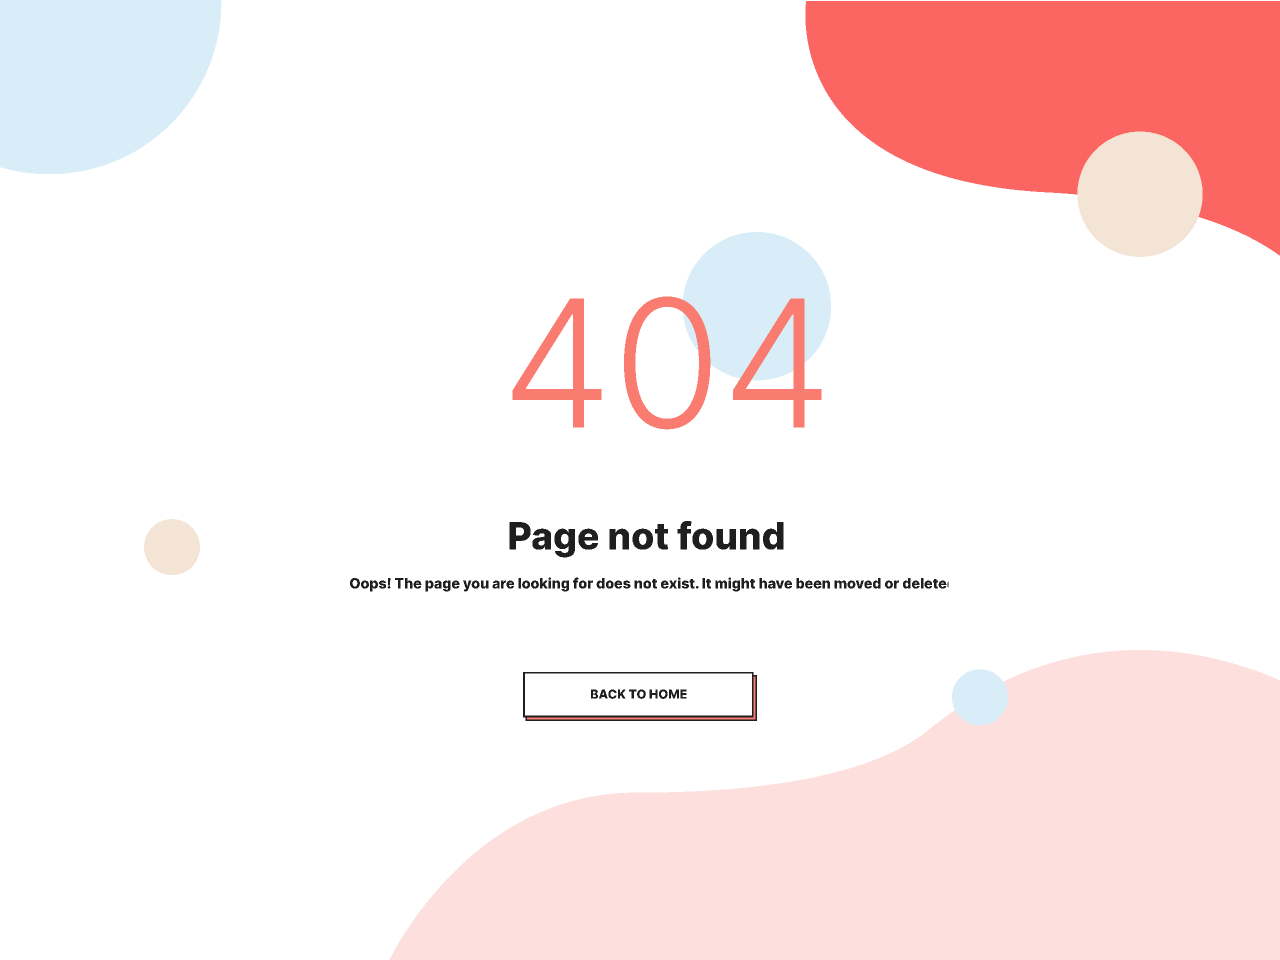 404
Page not found
Oops! The page you are looking for does not exist. It might have been moved or delete
BACK TO HOME